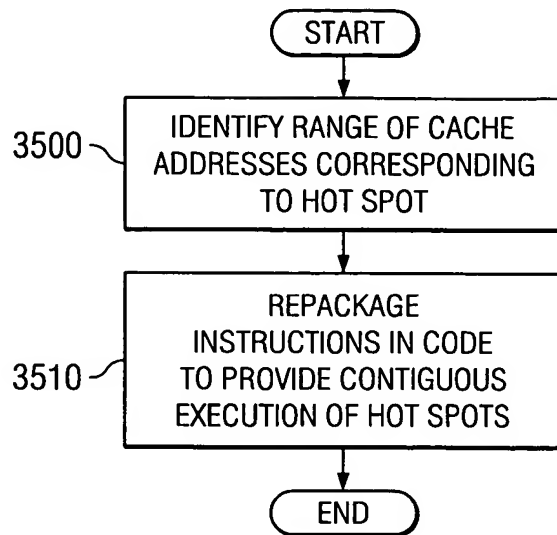 START
3500
IDENTIFY RANGE OF CACHE
ADDRESSES CORRESPONDING
TO HOT SPOT
3510
REPACKAGE
INSTRUCTIONS IN CODE
TO PROVIDE CONTIGUOUS
EXECUTION OF HOT SPOTS
END